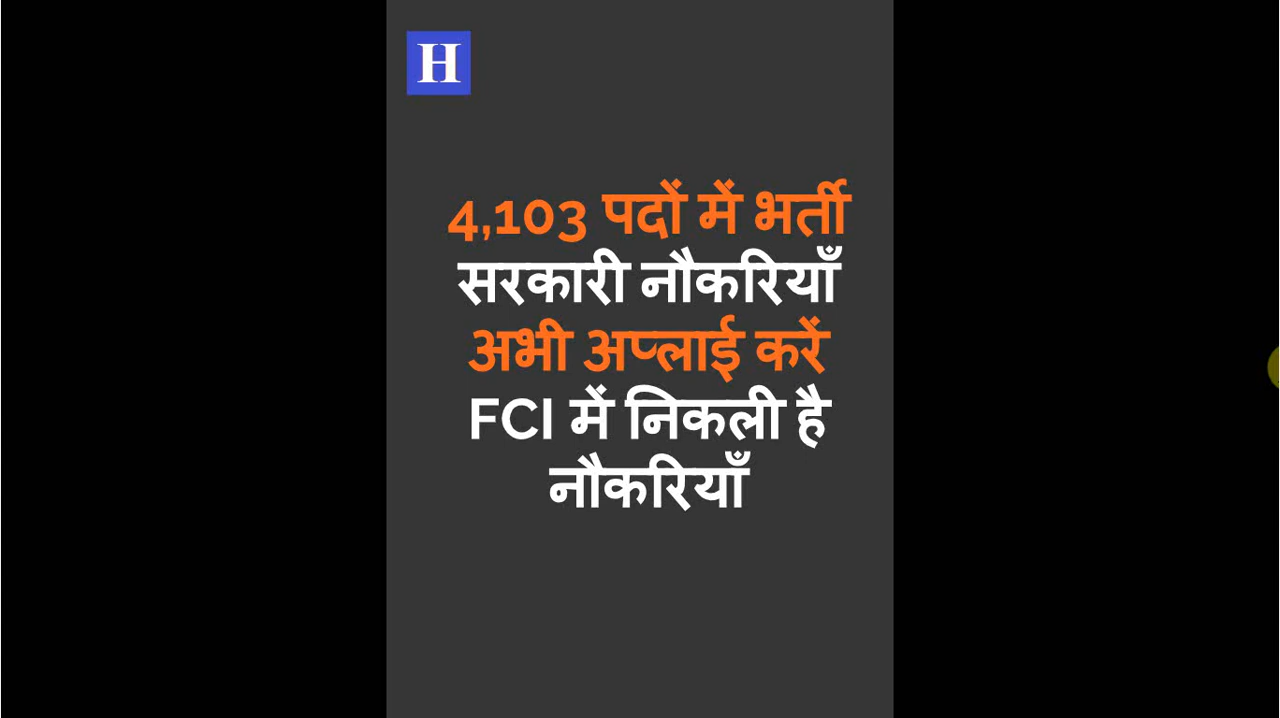 H
4,103 पदों में भर्ती
सरकारी नौकरियाँ
अभी अप्लाई करें
FCI में निकली है
नौकरियाँ